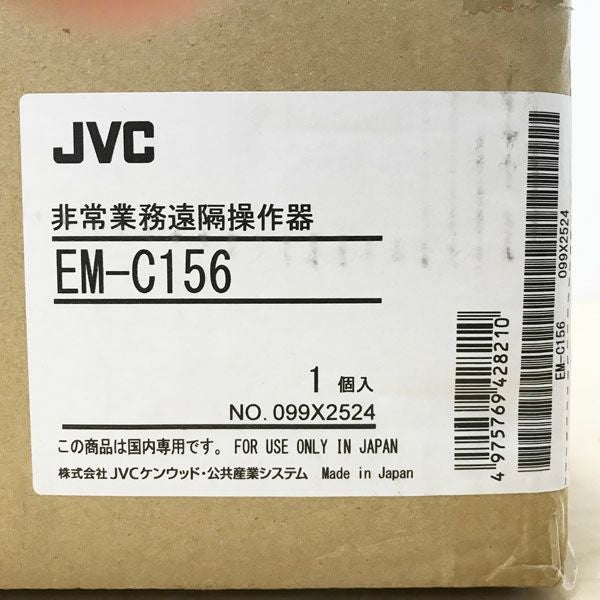 JVC
非常業務遠隔操作器
EM-C156
1 個入
NO. 099X2524
この商品は国内専用です。 FOR USE ONLY IN JAPAN
株式会社JVCケンウッド・公共産業システム Made in Japan
4 975769 428210
EM-C156 099X2524